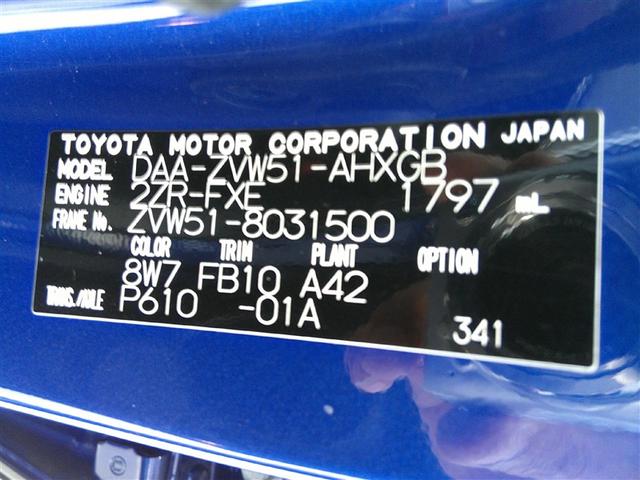 TOYOTA MOTOR CORPORATION JAPAN
MODEL DAA-ZVW51-AHXGB
ENGINE 2ZR-FXE 1797 mL
FRAME No. ZVW51-8031500
COLOR TRIM PLANT OPTION
8W7 FB10 A42
TRANS./AXLE P610 -01A
341